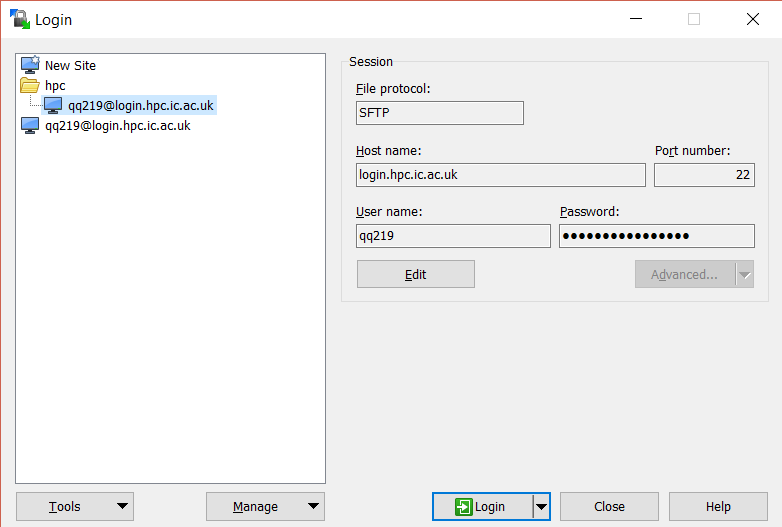 Login
New Site
hpc
qq219@login.hpc.ic.ac.uk
qq219@login.hpc.ic.ac.uk
Session
File protocol:
SFTP
Host name: Port number:
login.hpc.ic.ac.uk 22
User name: Password:
qq219 ●●●●●●●●●●●●●●●●
Edit Advanced...
Tools Manage Login Close Help